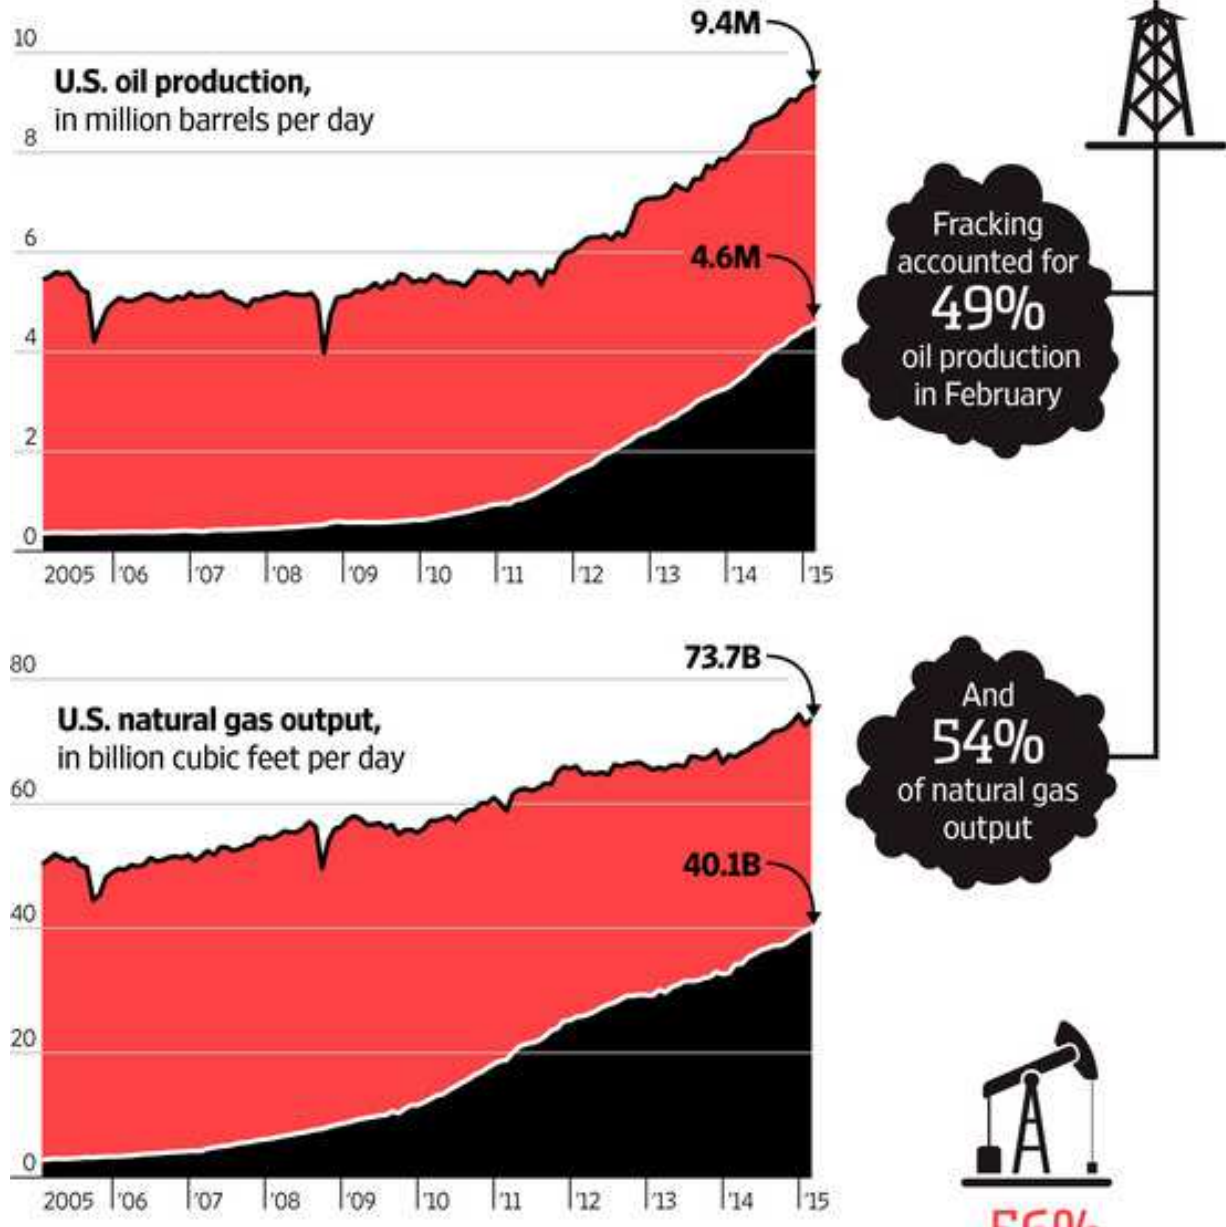 9.4M
10
U.S. oil production,
in million barrels per day
8
6
4.6M
4
2
0
2005 '06 '07 '08 '09 '10 '11 '12 '13 '14 '15
Fracking
accounted for
49%
oil production
in February
73.7B
80
U.S. natural gas output,
in billion cubic feet per day
60
40.1B
40
20
0
2005 '06 '07 '08 '09 '10 '11 '12 '13 '14 '15
And
54%
of natural gas
output